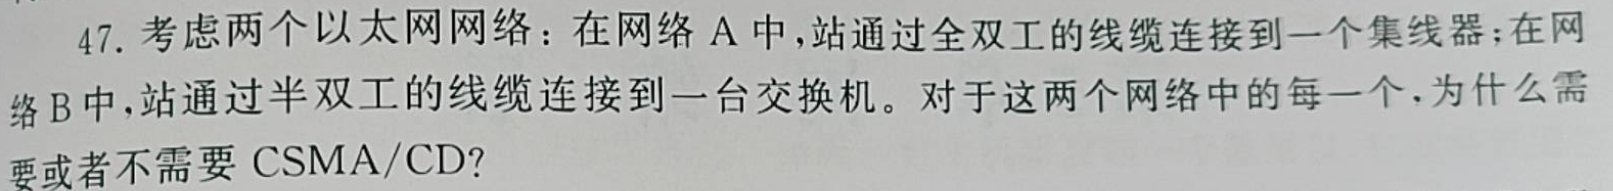 47. 考虑两个以太网网络：在网络 A 中，站通过全双工的线缆连接到一个集线器；在网
络 B 中，站通过半双工的线缆连接到一台交换机。对于这两个网络中的每一个，为什么需
要或者不需要 CSMA/CD?